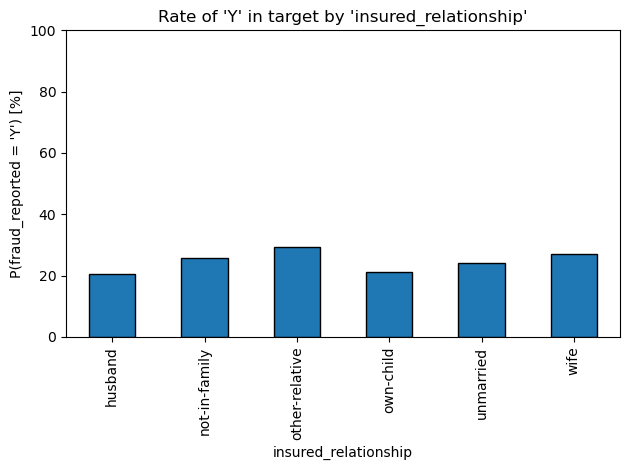 Rate of 'Y' in target by 'insured_relationship'
P(fraud_reported = 'Y') [%]
100
80
60
40
20
0
husband
not-in-family
other-relative
own-child
unmarried
wife
insured_relationship